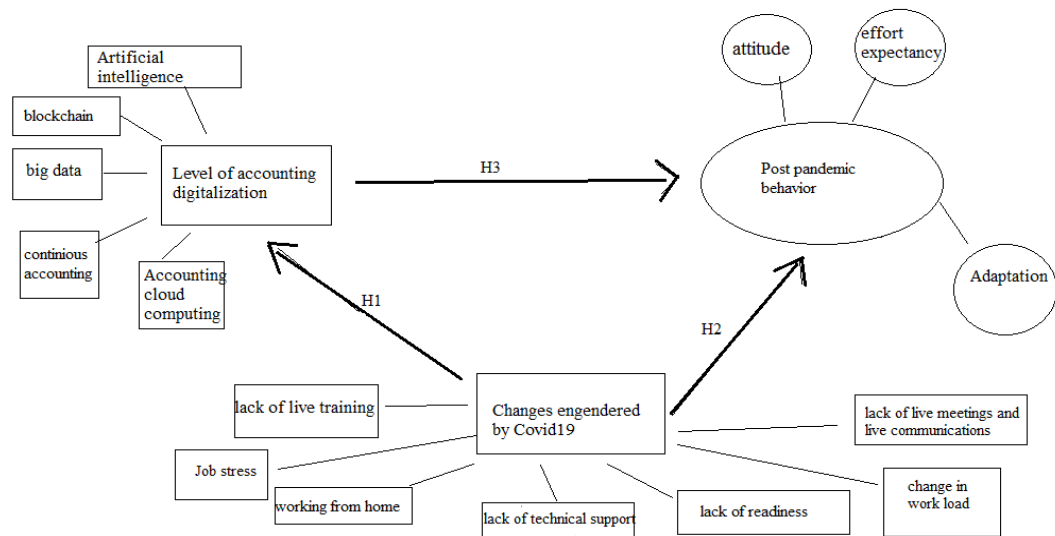 Artificial
intelligence
blockchain
big data
continious
accounting
Accounting
cloud
computing
Level of accounting
digitalization
H3
attitude
effort
expectancy
Post pandemic
behavior
Adaptation
H1
H2
lack of live training
Changes engendered
by Covid19
Job stress
working from home
lack of technical support
lack of readiness
lack of live meetings and
live communications
change in
work load